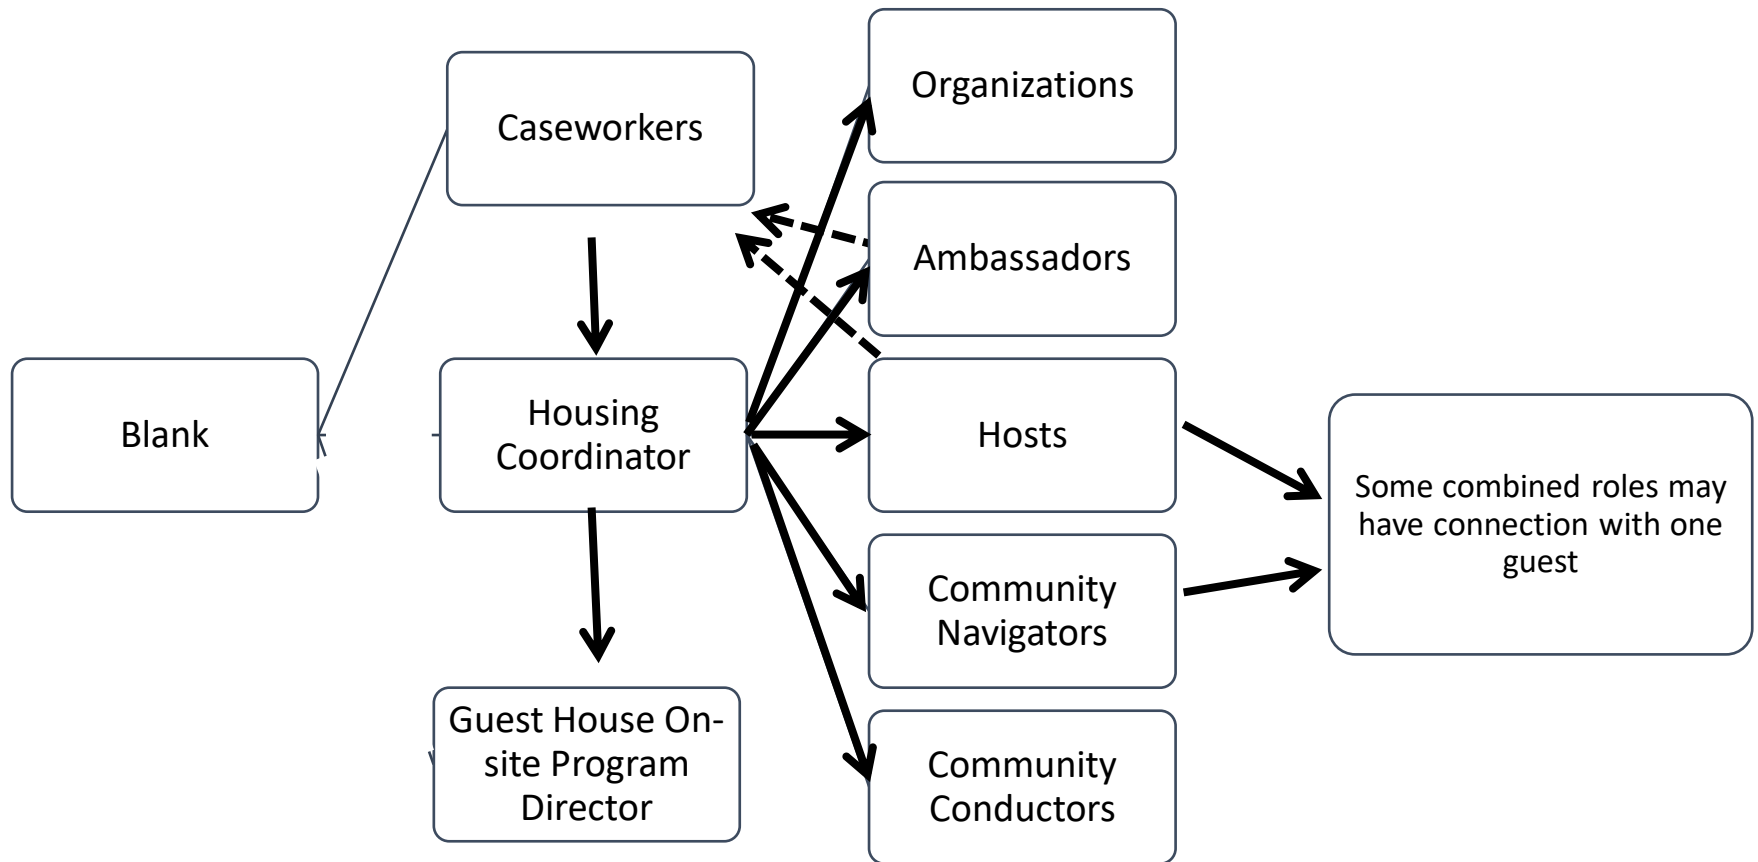 Organizations
Caseworkers
Ambassadors
Blank
Housing
Coordinator
Hosts
Some combined roles may
have connection with one
guest
Community
Navigators
Guest House On-
site Program
Director
Community
Conductors